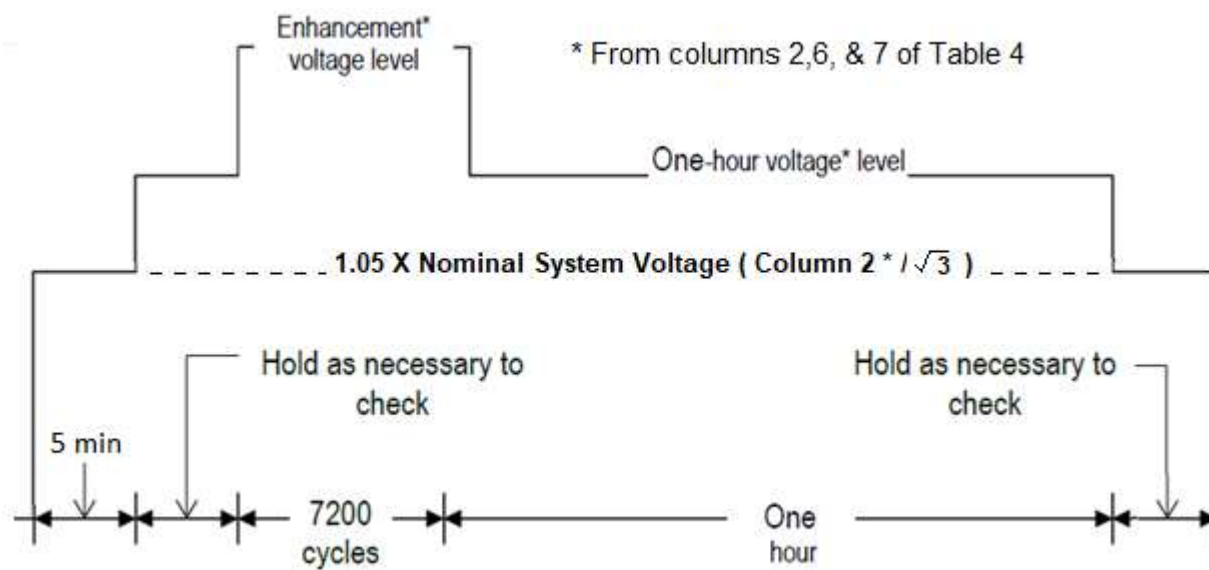 Enhancement*
voltage level
* From columns 2,6, & 7 of Table 4
One-hour voltage* level
1.05 X Nominal System Voltage ( Column 2 * / √3 )
Hold as necessary to
check
Hold as necessary to
check
5 min
7200
cycles
One
hour